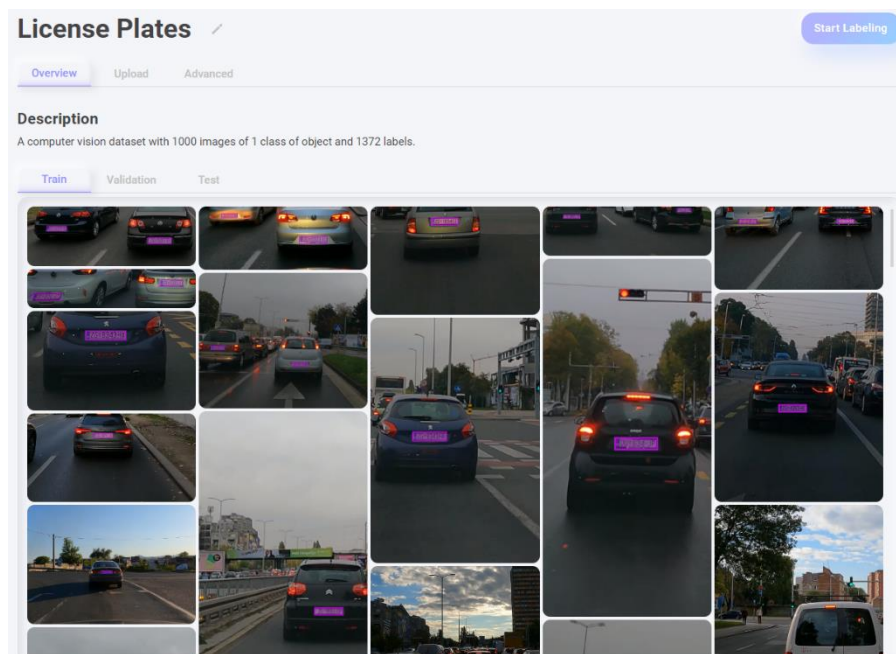 License Plates
Start Labeling
Overview Upload Advanced
Description
A computer vision dataset with 1000 images of 1 class of object and 1372 labels.
Train Validation Test